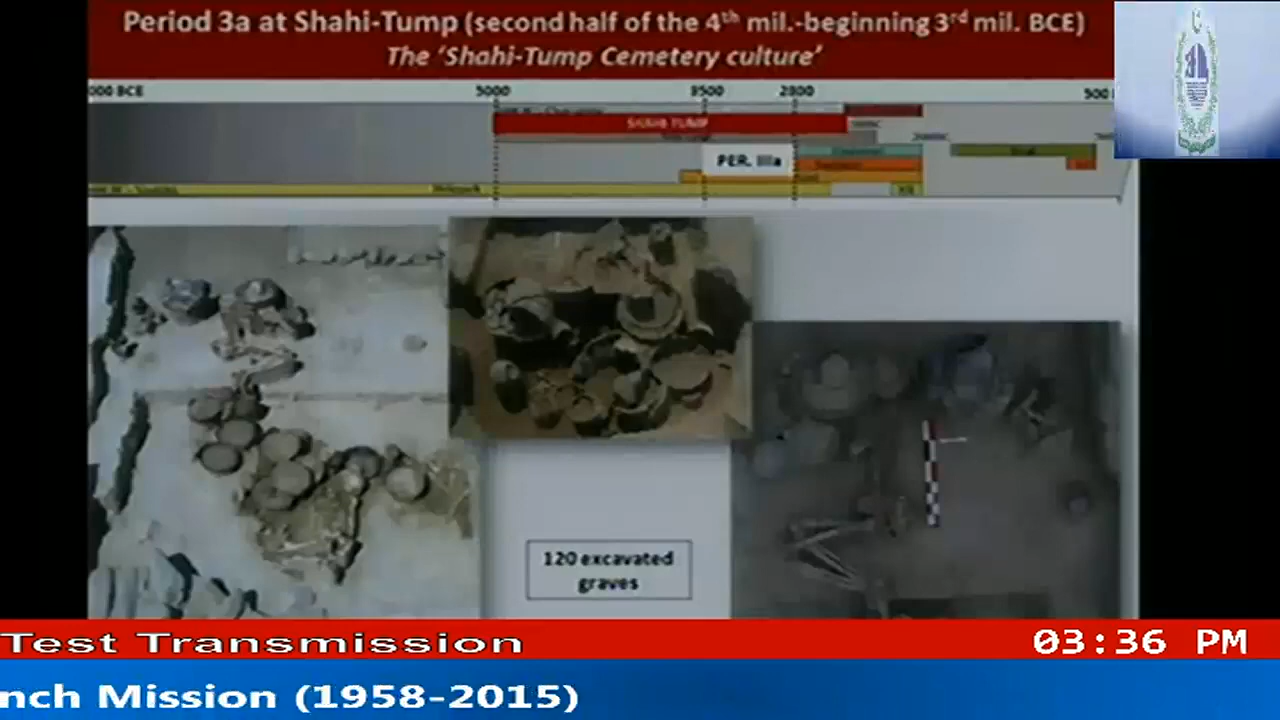 Period 3a at Shahi-Tump (second half of the 4th mil.-beginning 3rd mil. BCE)
The 'Shahi-Tump Cemetery culture'
000 BCE 5000 3500 2800 500
SHAHI TUMP
PER. IIIa
120 excavated
graves
Test Transmission 03:36 PM
nch Mission (1958-2015)